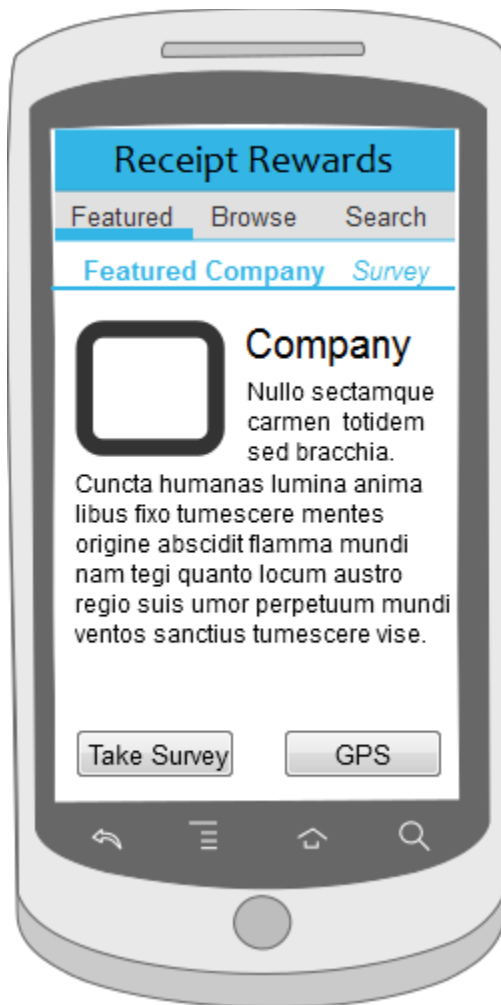 Receipt Rewards
Featured Browse Search
Featured Company Survey
Company
Nullo sectamque
carmen totidem
sed bracchia.
Cuncta humanas lumina anima
libus fixo tumescere mentes
origine abscidit flamma mundi
nam tegi quanto locum austro
regio suis umor perpetuum mundi
ventos sanctius tumescere vise.
Take Survey GPS